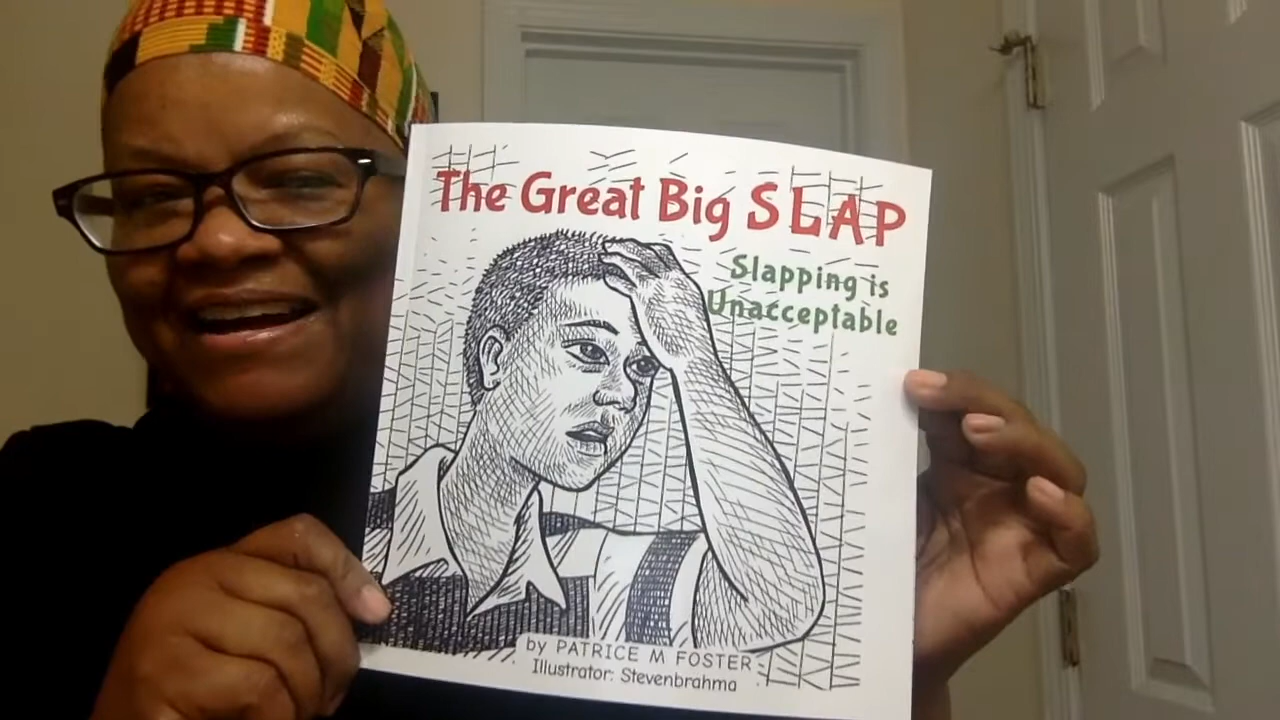 The Great Big SLAP
Slapping is
Unacceptable
by PATRICE M FOSTER
Illustrator: Stevenbrahma